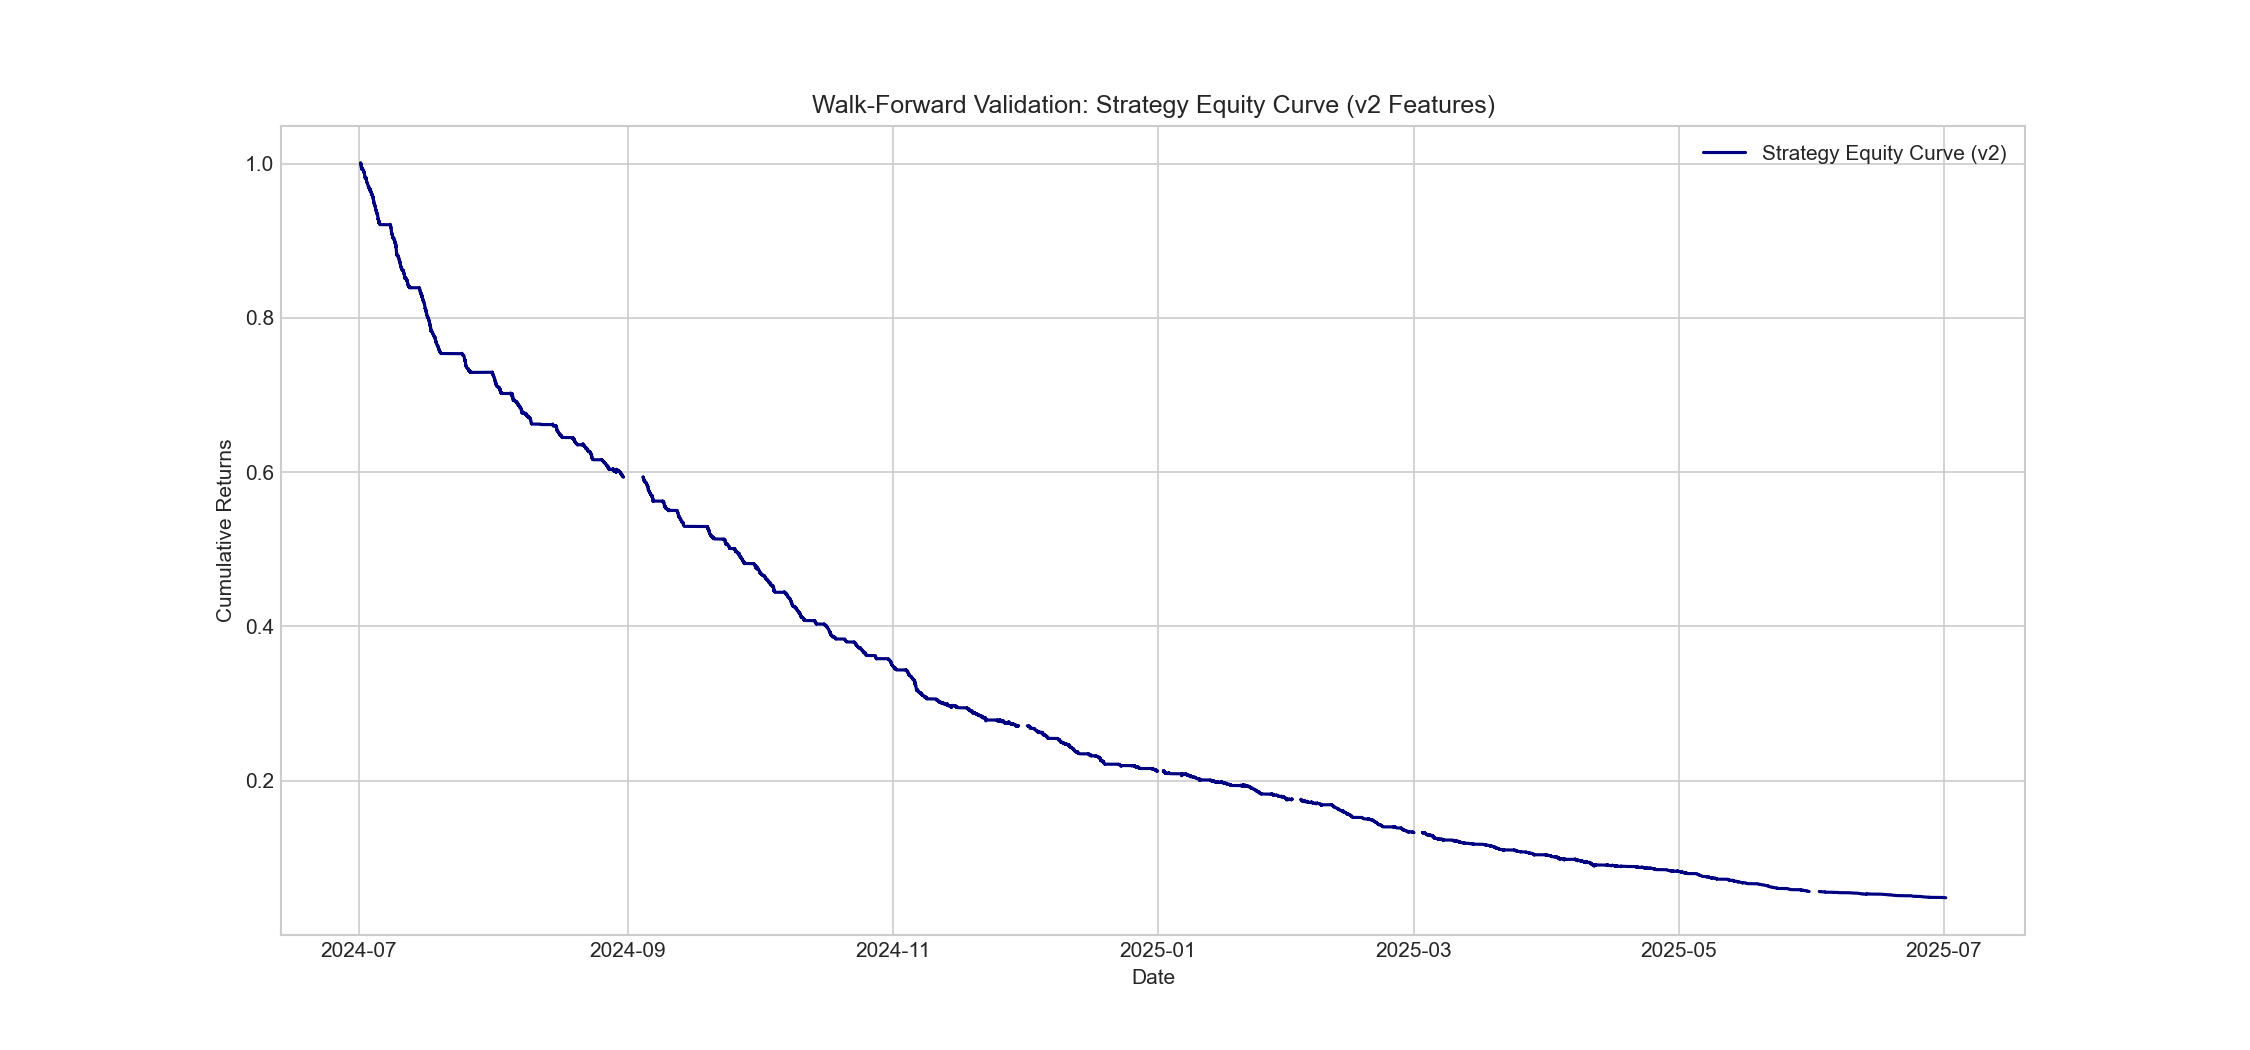 Walk-Forward Validation: Strategy Equity Curve (v2 Features)
Strategy Equity Curve (v2)
1.0
0.8
0.6
0.4
0.2
Cumulative Returns
2024-07 2024-09 2024-11 2025-01 2025-03 2025-05 2025-07
Date